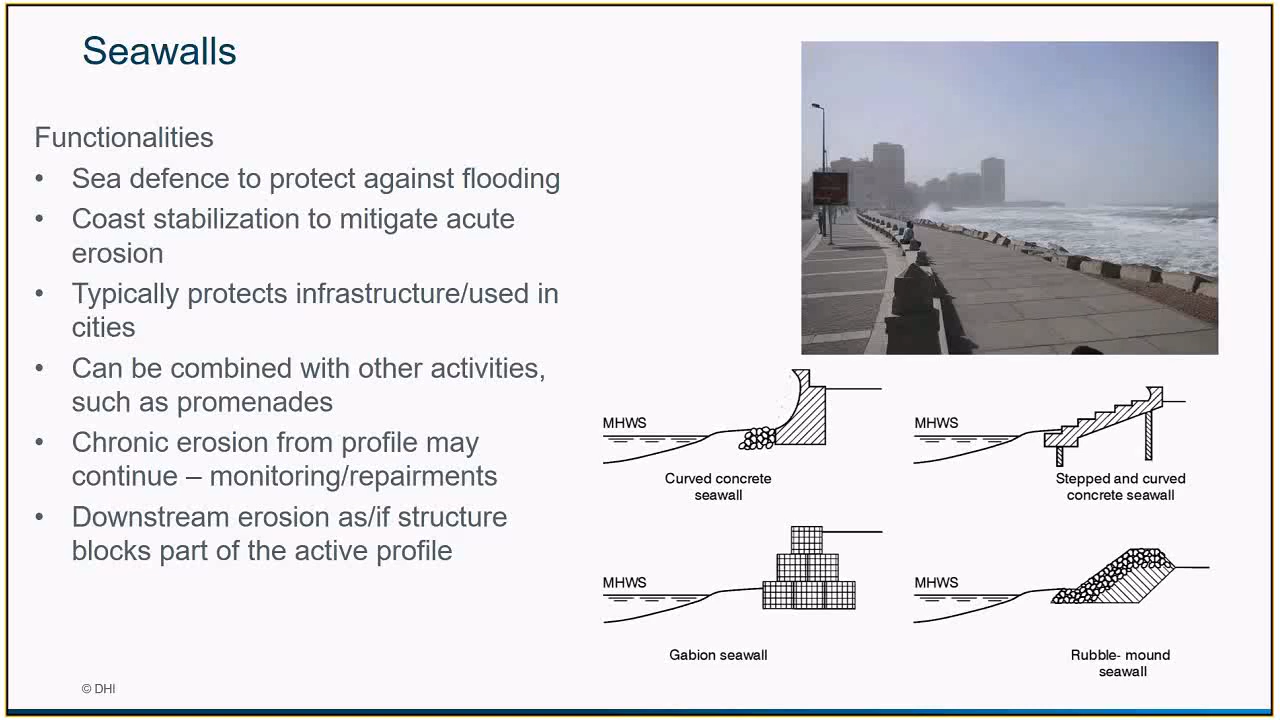 Seawalls
Functionalities
• Sea defence to protect against flooding
• Coast stabilization to mitigate acute
erosion
• Typically protects infrastructure/used in
cities
• Can be combined with other activities,
such as promenades
• Chronic erosion from profile may
continue – monitoring/repairments
• Downstream erosion as/if structure
blocks part of the active profile
MHWS
Curved concrete
seawall
MHWS
Stepped and curved
concrete seawall
MHWS
Gabion seawall
MHWS
Rubble- mound
seawall
© DHI